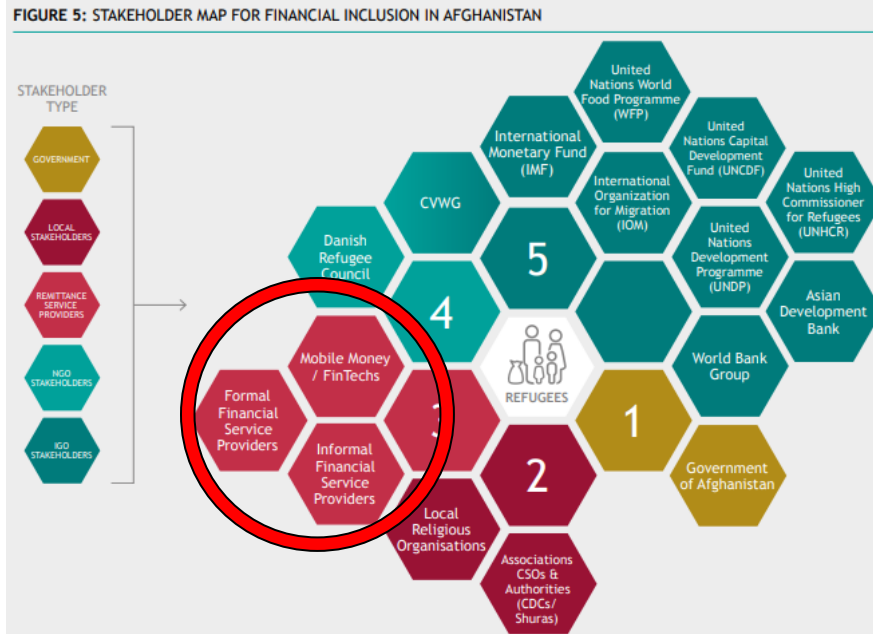 FIGURE 5: STAKEHOLDER MAP FOR FINANCIAL INCLUSION IN AFGHANISTAN
STAKEHOLDER
TYPE
GOVERNMENT
LOCAL
STAKEHOLDERS
REMITTANCE
SERVICE
PROVIDERS
NGO
STAKEHOLDERS
IGO
STAKEHOLDERS
United
Nations World
Food Programme
(WFP)
International
Monetary Fund
(IMF)
United
Nations Capital
Development
Fund (UNCDF)
CVWG
International
Organization
for Migration
(IOM)
United
Nations High
Commissioner
for Refugees
(UNHCR)
Danish
Refugee
Council
5
United
Nations
Development
Programme
(UNDP)
4
Asian
Development
Bank
Mobile Money
/ FinTechs
REFUGEES
World Bank
Group
Formal
Financial
Service
Providers
3
1
Informal
Financial
Service
Providers
2
Government
of Afghanistan
Local
Religious
Organisations
Associations
CSOs &
Authorities
(CDCs/
Shuras)